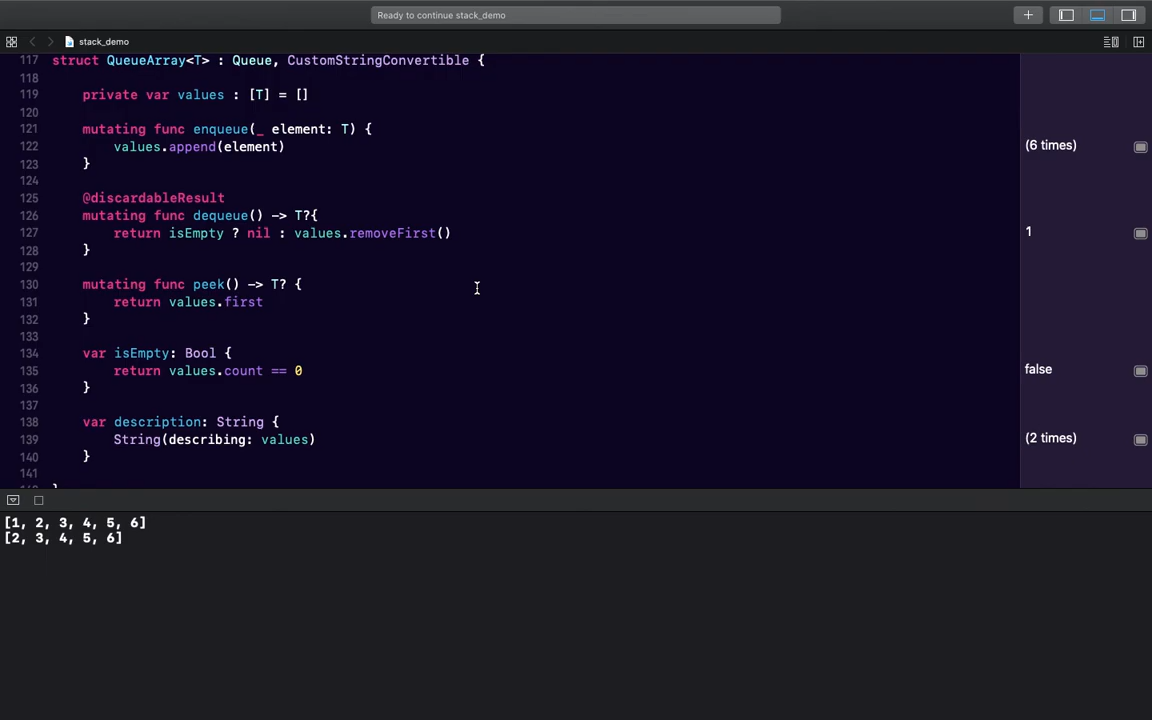 Ready to continue stack_demo
stack_demo
117 struct QueueArray<T> : Queue, CustomStringConvertible {
118
119     private var values : [T] = []
120
121     mutating func enqueue(_ element: T) {
122         values.append(element)
(6 times)
123     }
124
125     @discardableResult
126     mutating func dequeue() -> T?{
127         return isEmpty ? nil : values.removeFirst()
1
128     }
129
130     mutating func peek() -> T? {
131         return values.first
132     }
133
134     var isEmpty: Bool {
135         return values.count == 0
false
136     }
137
138     var description: String {
139         String(describing: values)
(2 times)
140     }
141
[1, 2, 3, 4, 5, 6]
[2, 3, 4, 5, 6]